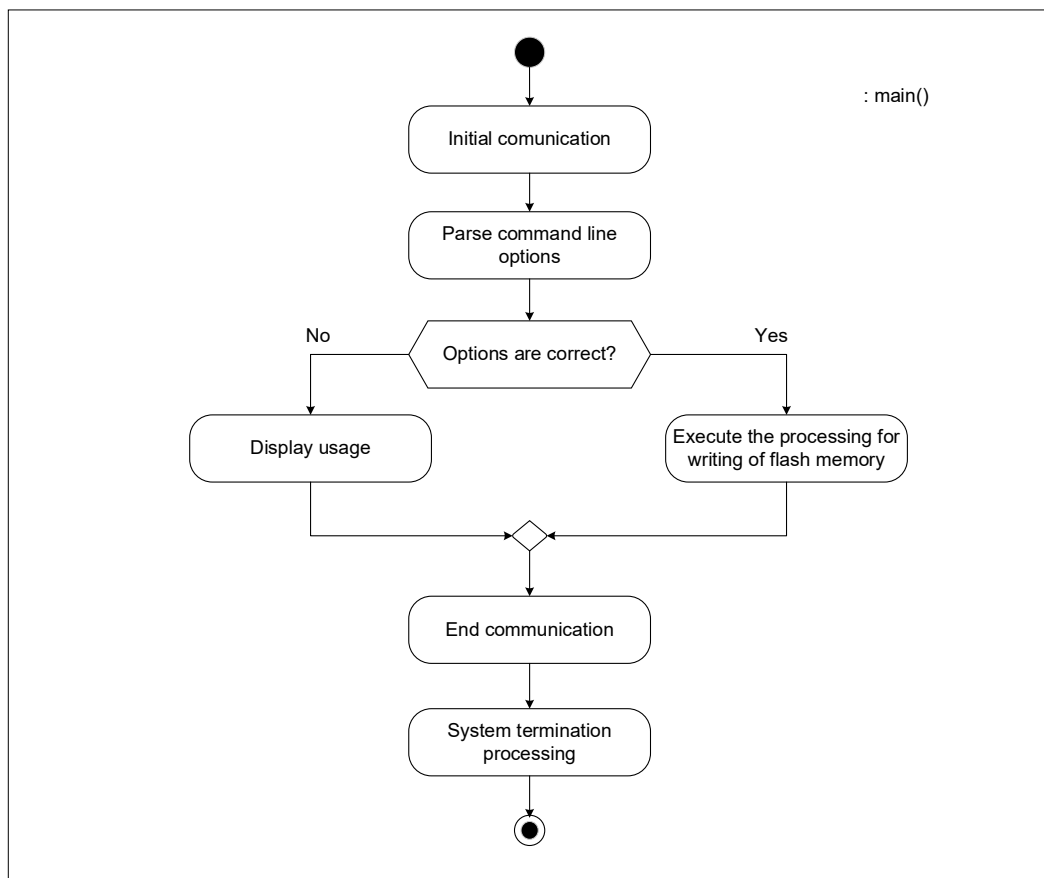 : main()
Initial comunication
Parse command line
options
Options are correct?
No
Yes
Display usage
Execute the processing for
writing of flash memory
End communication
System termination
processing